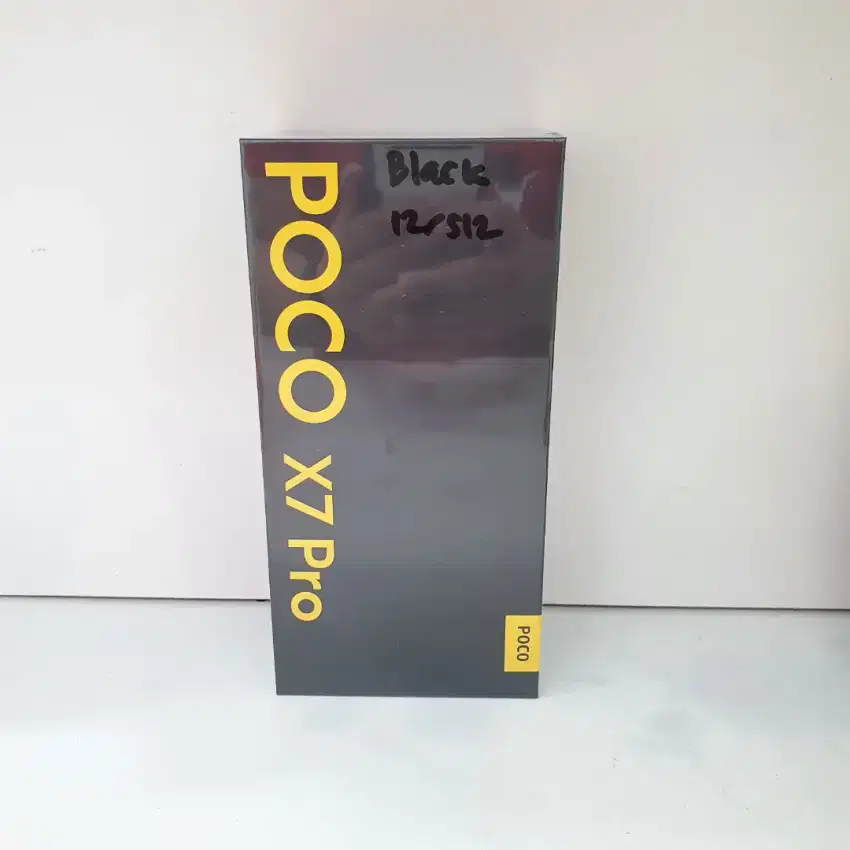 Black
12/512
POCO X7 Pro
POCO